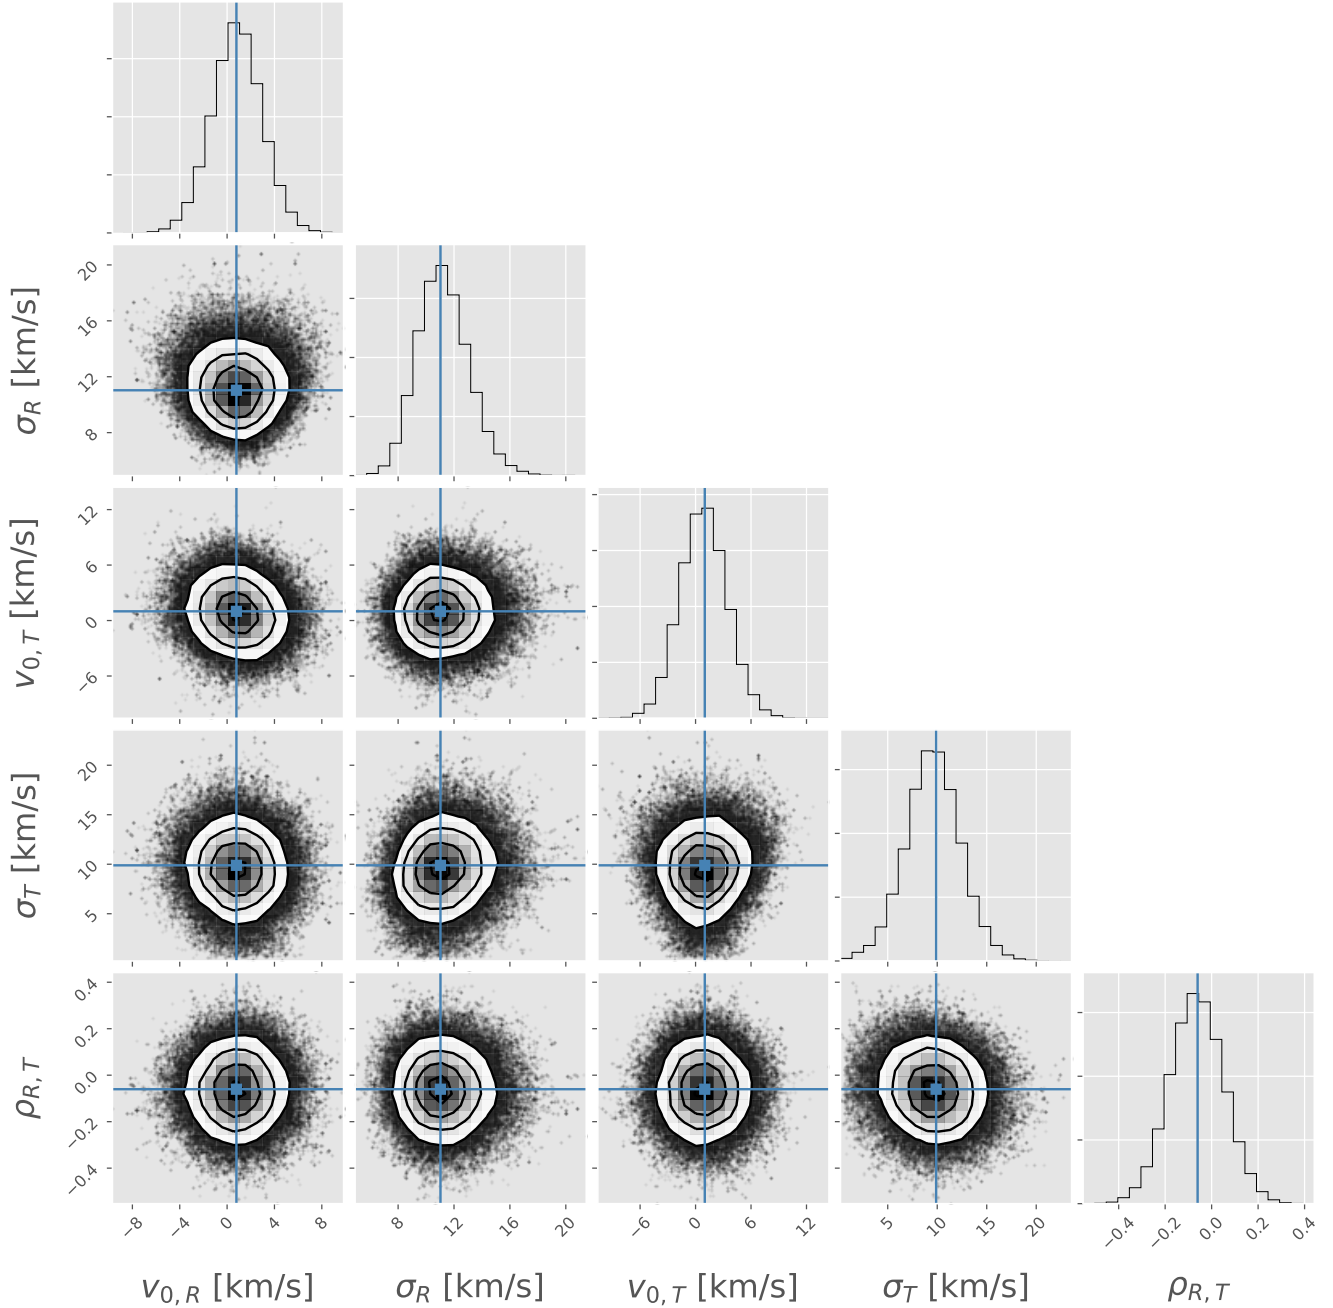 20
16
12
8
σ_R [km/s]
12
6
0
−6
v_{0,T} [km/s]
20
15
10
5
σ_T [km/s]
0.4
0.2
0.0
−0.2
−0.4
ρ_{R,T}
−8 −4 0 4 8
8 12 16 20
−6 0 6 12
5 10 15 20
−0.4 −0.2 0.0 0.2 0.4
v_{0,R} [km/s]
σ_R [km/s]
v_{0,T} [km/s]
σ_T [km/s]
ρ_{R,T}